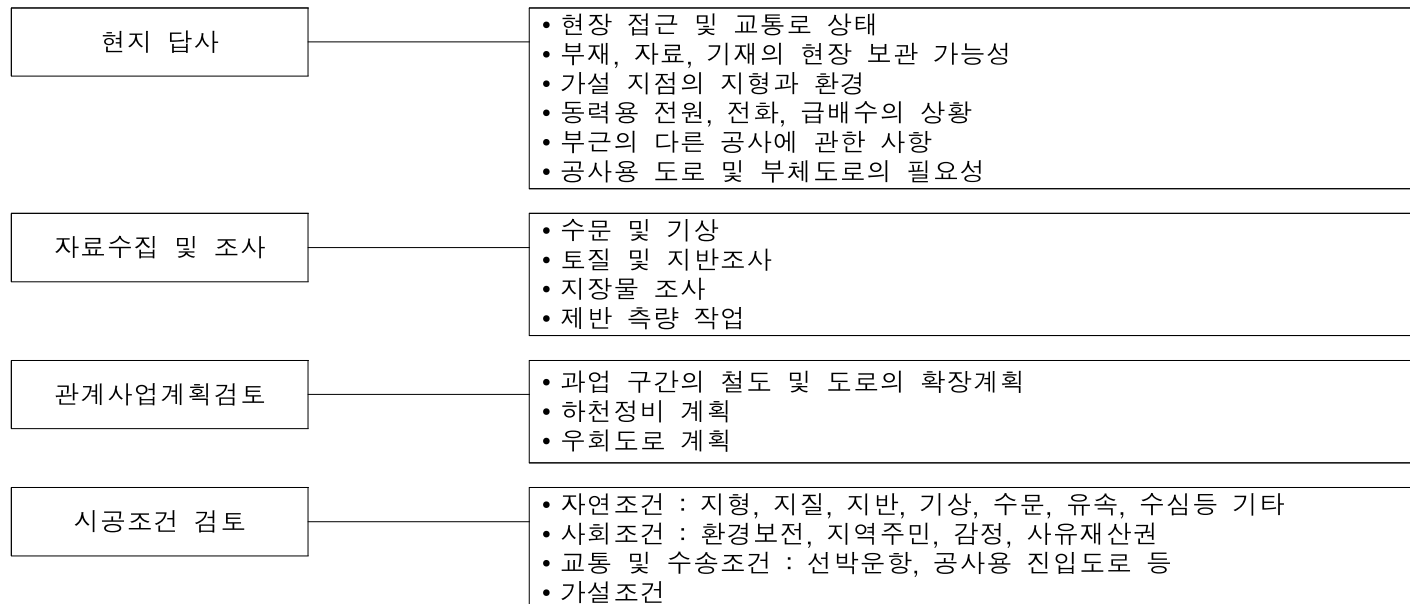 현지 답사
• 현장 접근 및 교통로 상태
• 부재, 자료, 기재의 현장 보관 가능성
• 가설 지점의 지형과 환경
• 동력용 전원, 전화, 급배수의 상황
• 부근의 다른 공사에 관한 사항
• 공사용 도로 및 부체도로의 필요성
자료수집 및 조사
• 수문 및 기상
• 토질 및 지반조사
• 지장물 조사
• 제반 측량 작업
관계사업계획검토
• 과업 구간의 철도 및 도로의 확장계획
• 하천정비 계획
• 우회도로 계획
시공조건 검토
• 자연조건 : 지형, 지질, 지반, 기상, 수문, 유속, 수심등 기타
• 사회조건 : 환경보전, 지역주민, 감정, 사유재산권
• 교통 및 수송조건 : 선박운항, 공사용 진입도로 등
• 가설조건